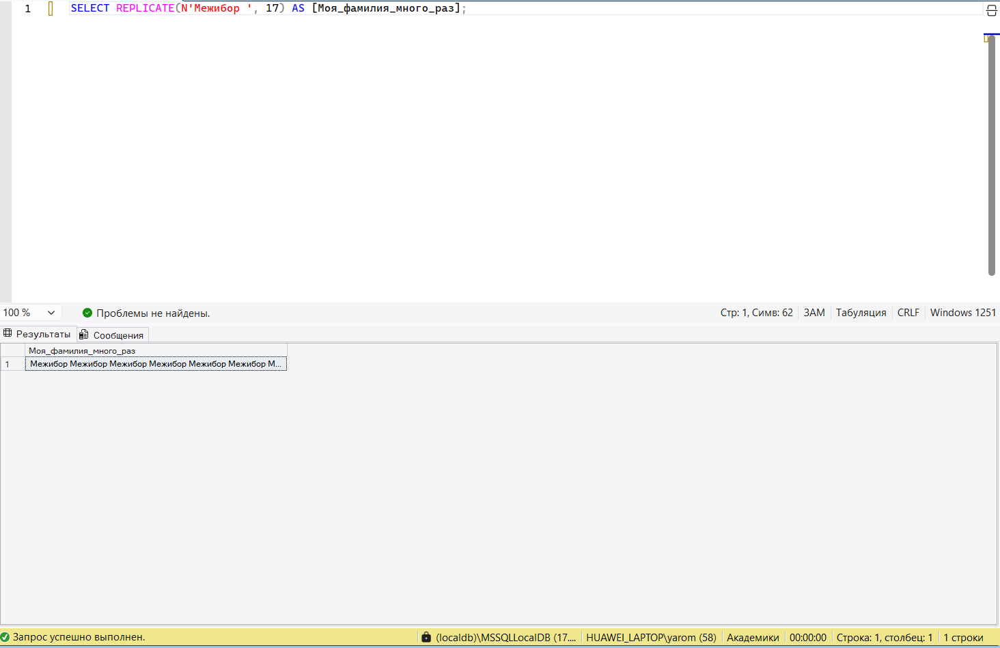 1 SELECT REPLICATE(N'Межибор ', 17) AS [Моя_фамилия_много_раз];
100 % Проблемы не найдены. Стр: 1, Симв: 62 ЗАМ Табуляция CRLF Windows 1251
Результаты Сообщения
Моя_фамилия_много_раз
1 Межибор Межибор Межибор Межибор Межибор Межибор М...
Запрос успешно выполнен. (localdb)\MSSQLLocalDB (17.... HUAWEI_LAPTOP\yarom (58) Академики 00:00:00 Строка: 1, столбец: 1 1 строки